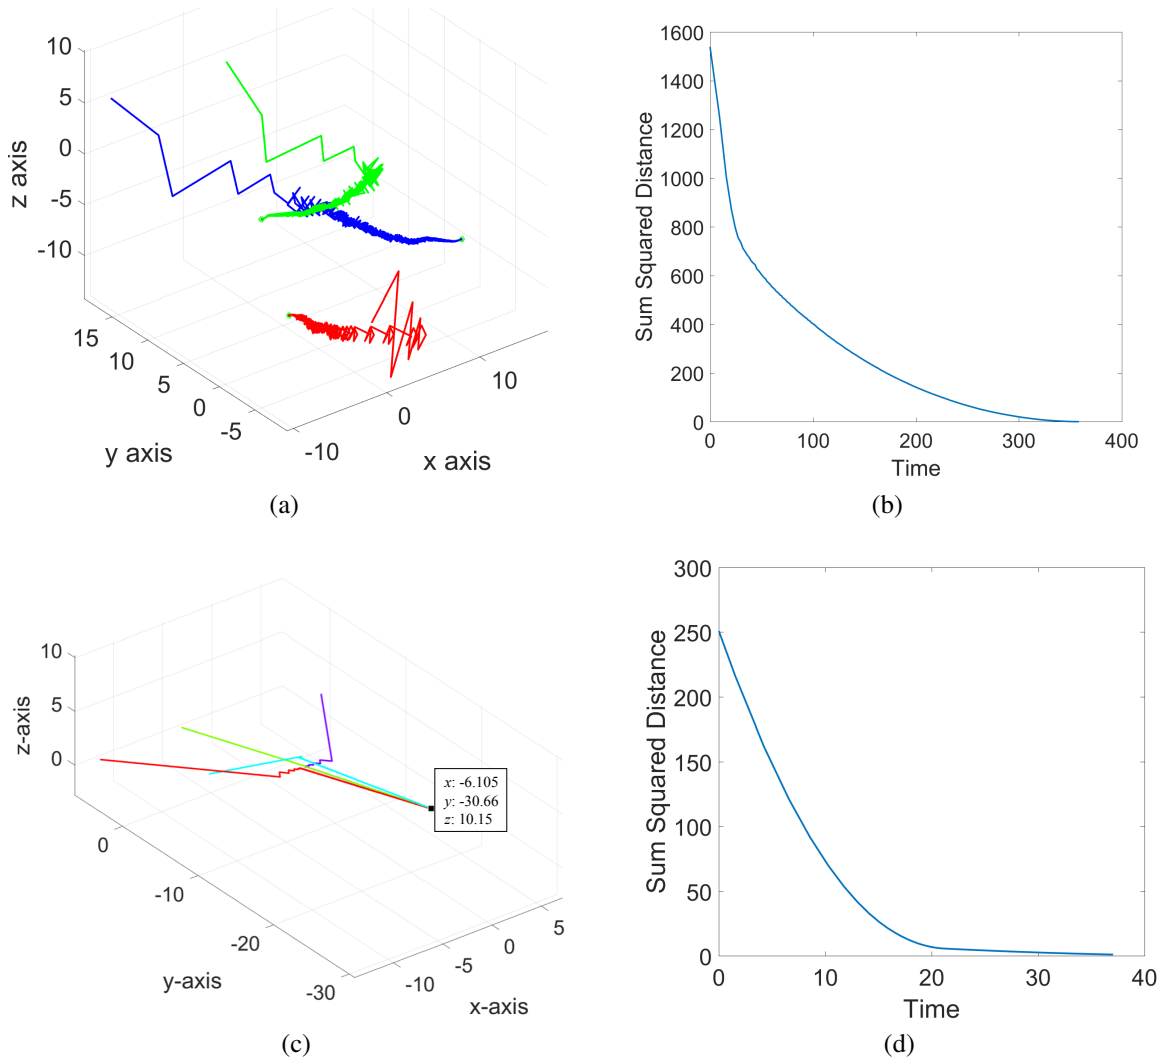 10
5
0
-5
-10
z axis
15
10
5
0
-5
y axis
-10
0
10
x axis
(a)
1600
1400
1200
1000
800
600
400
200
0
Sum Squared Distance
0
100
200
300
400
Time
(b)
10
5
0
z-axis
x: -6.105
y: -30.66
z: 10.15
0
-10
-20
-30
y-axis
-10
-5
0
5
x-axis
(c)
300
250
200
150
100
50
0
Sum Squared Distance
0
10
20
30
40
Time
(d)